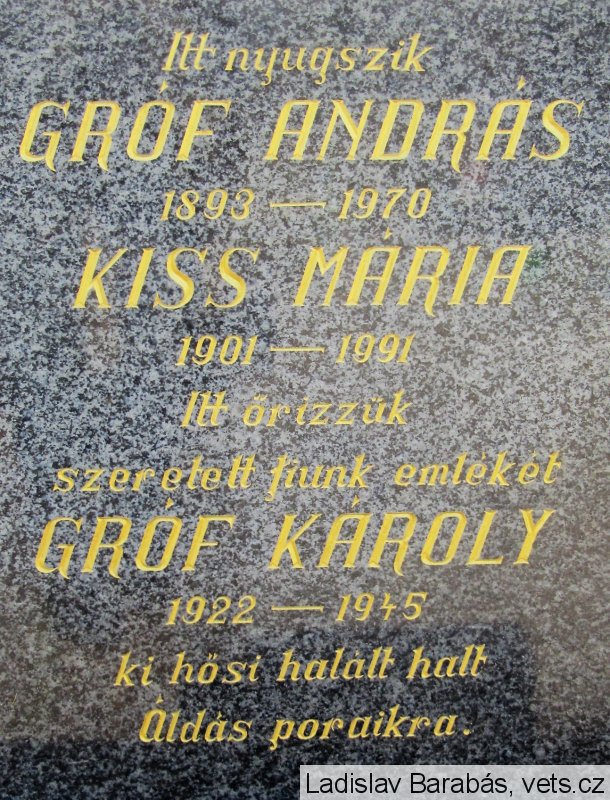 Itt nyugszik
GRÓF ANDRÁS
1893 — 1970
KISS MÁRIA
1901 — 1991
Itt őrizzük
szeretett fiunk emlékét
GRÓF KÁROLY
1922 — 1945
ki hősi halált halt
Áldás poraikra.
Ladislav Barabás, vets.cz